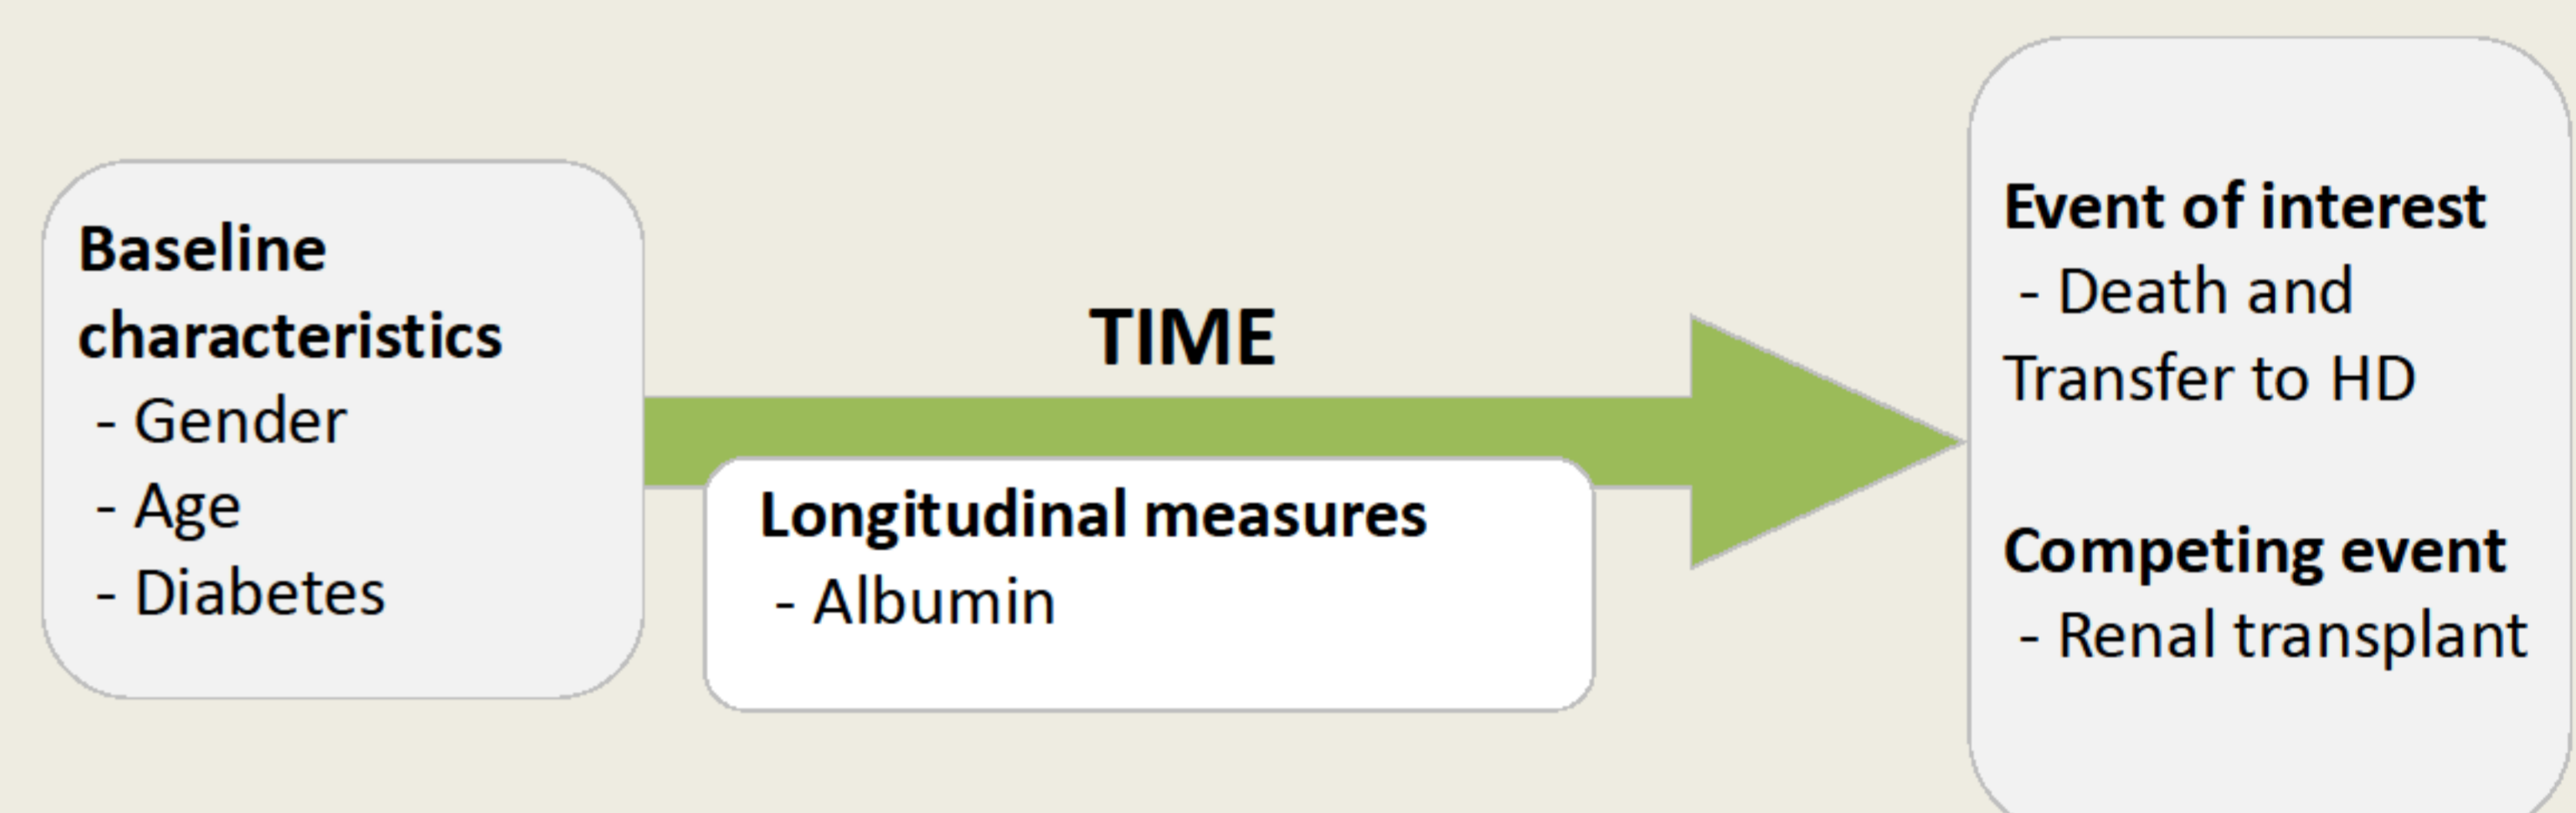 Baseline
characteristics
- Gender
- Age
- Diabetes
TIME
Longitudinal measures
- Albumin
Event of interest
- Death and
Transfer to HD
Competing event
- Renal transplant